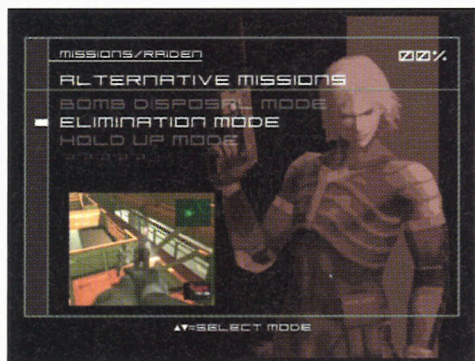 MISSIONS/RAIDEN
00%
ALTERNATIVE MISSIONS
BOMB DISPOSAL MODE
ELIMINATION MODE
HOLD UP MODE
?????
▲▼=SELECT MODE